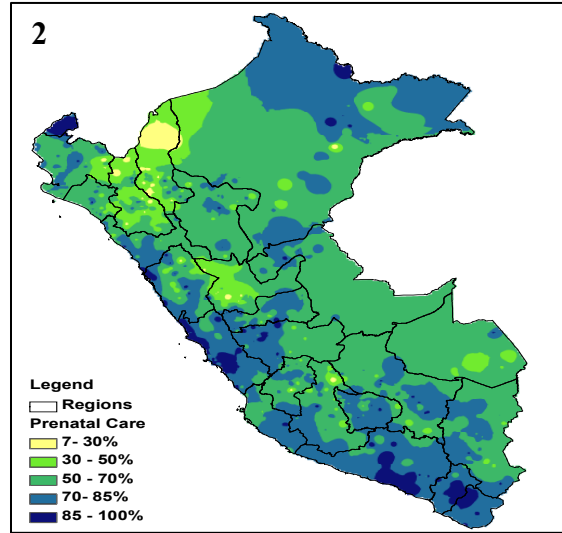 2
Legend
Regions
Prenatal Care
7- 30%
30 - 50%
50 - 70%
70- 85%
85 - 100%